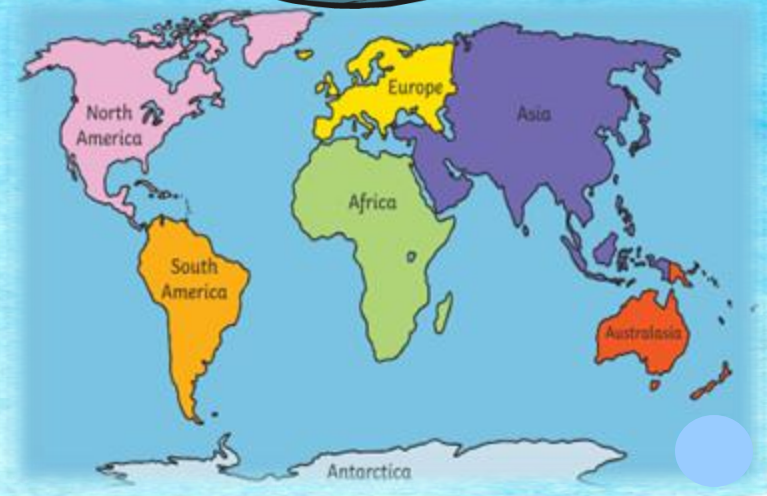 North
America
Europe
Asia
Africa
South
America
Australasia
Antarctica